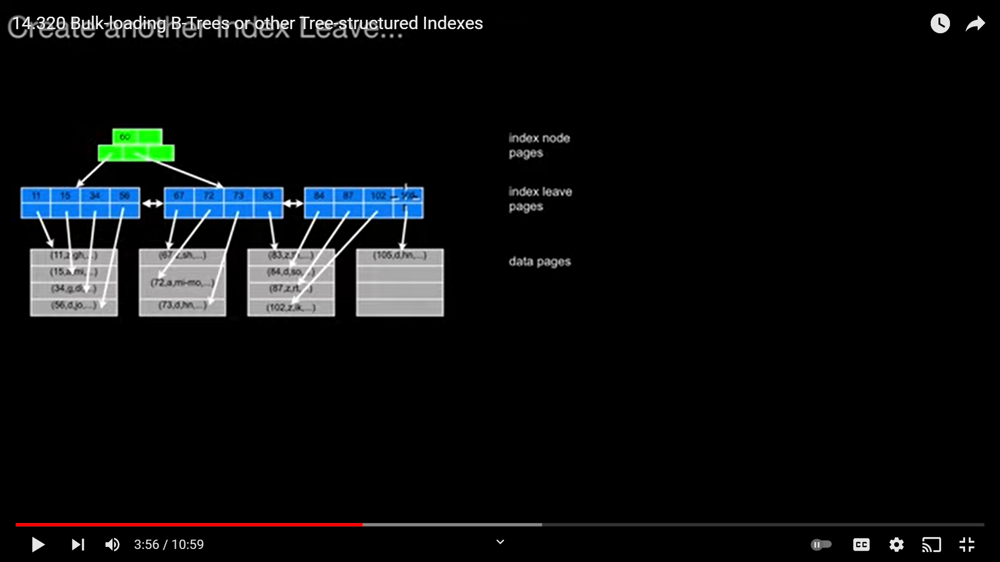 14.320 Bulk-loading B-Trees or other Tree-structured Indexes
Create another Index Leave...
60
index node
pages
11 15 34 56 67 72 73 83 84 87 102 105
index leave
pages
(11,z,gh,...) (67,z,sh,...) (83,z, ,...) (105,d,hn,...)
(15,a,mi,...) (84,d,so,...)
data pages
(72,a,mi-mo,...)
(34,g,di,...) (87,z,rt,...)
(56,d,jo,...) (73,d,hn,...) (102,z,lk,...)
3:56 / 10:59
CC